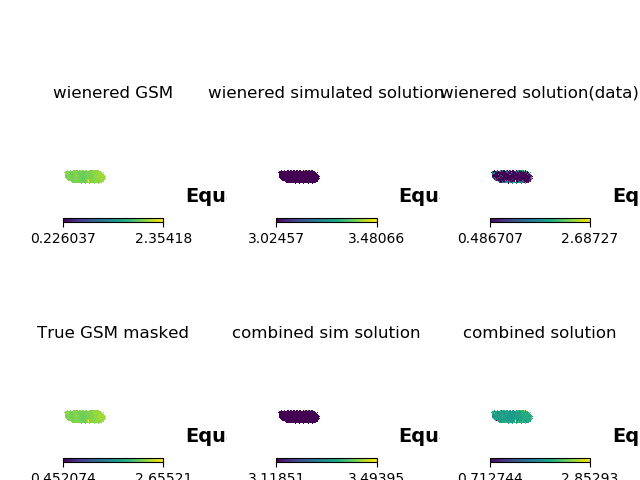 wienered GSM
wienered simulated solution
wienered solution(data)
Equ
Equ
Eq
0.226037 2.35418
3.02457 3.48066
0.486707 2.68727
True GSM masked
combined sim solution
combined solution
Equ
Equ
Eq
0.452074 2.65521
3.11851 3.49395
0.712744 2.85293